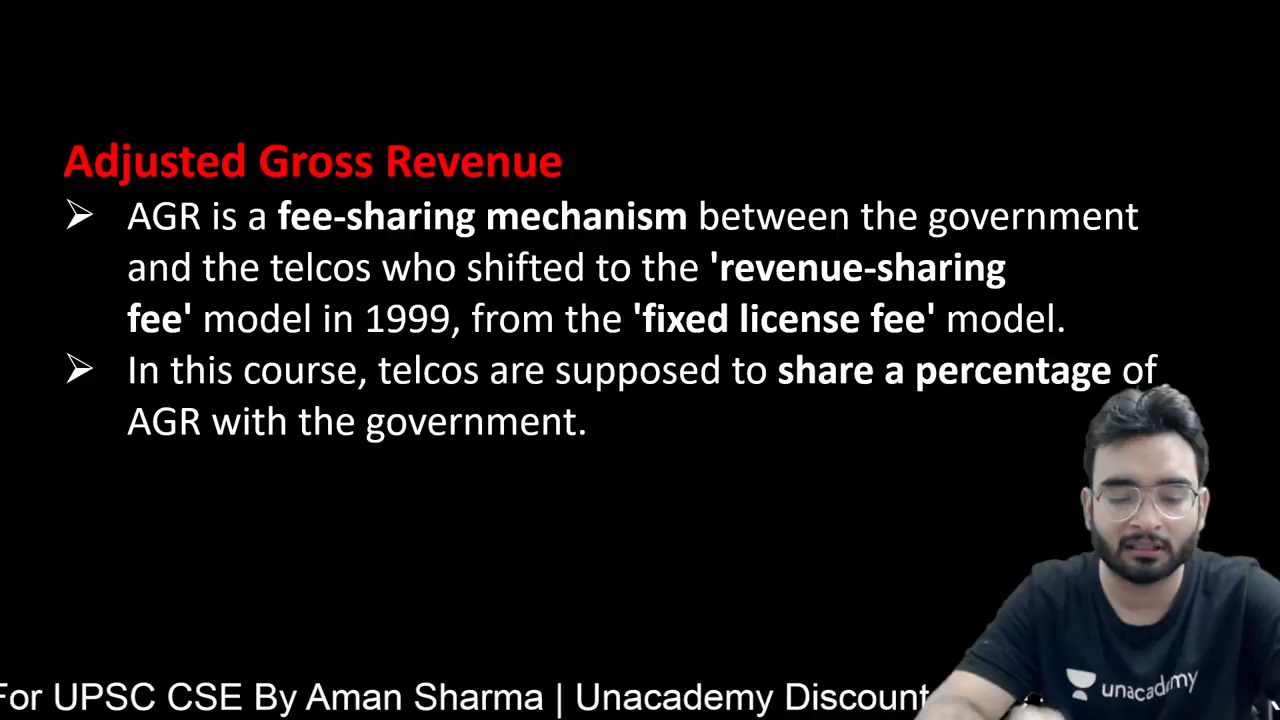 Adjusted Gross Revenue
➢ AGR is a fee-sharing mechanism between the government
and the telcos who shifted to the 'revenue-sharing
fee' model in 1999, from the 'fixed license fee' model.
➢ In this course, telcos are supposed to share a percentage of
AGR with the government.
unacademy
For UPSC CSE By Aman Sharma | Unacademy Discount